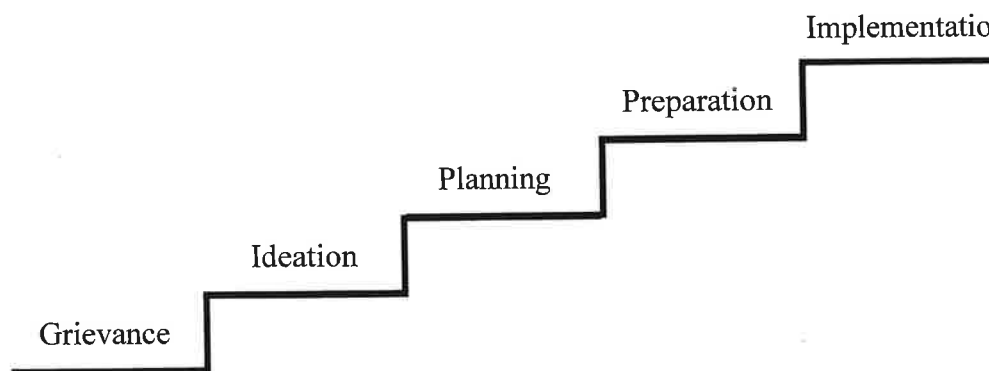 Implementatio
Preparation
Planning
Ideation
Grievance